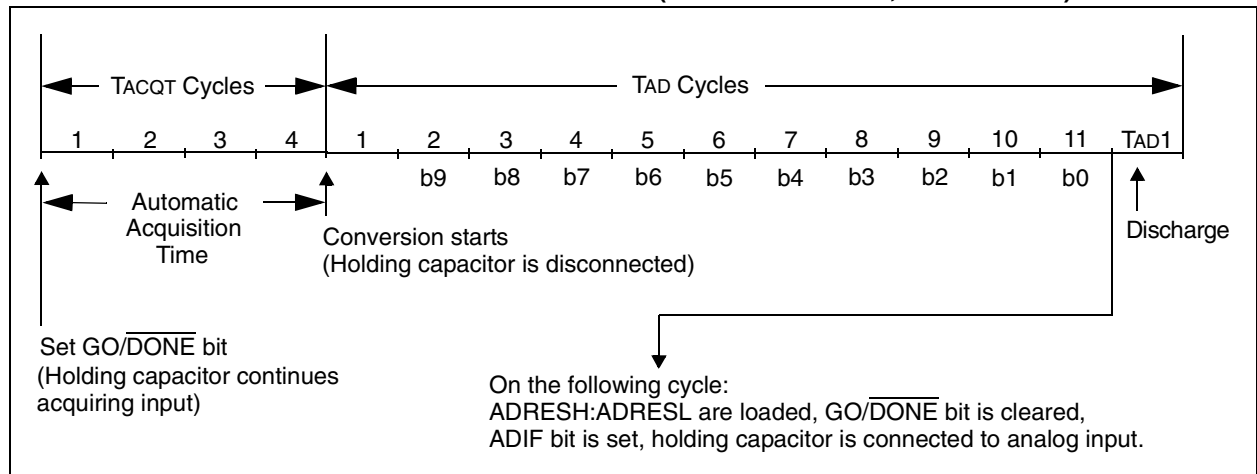 TACQT Cycles
TAD Cycles
1 2 3 4 1 2 3 4 5 6 7 8 9 10 11 TAD1
b9 b8 b7 b6 b5 b4 b3 b2 b1 b0
Automatic
Acquisition
Time
Conversion starts
(Holding capacitor is disconnected)
Discharge
Set GO/DONE bit
(Holding capacitor continues
acquiring input)
On the following cycle:
ADRESH:ADRESL are loaded, GO/DONE bit is cleared,
ADIF bit is set, holding capacitor is connected to analog input.